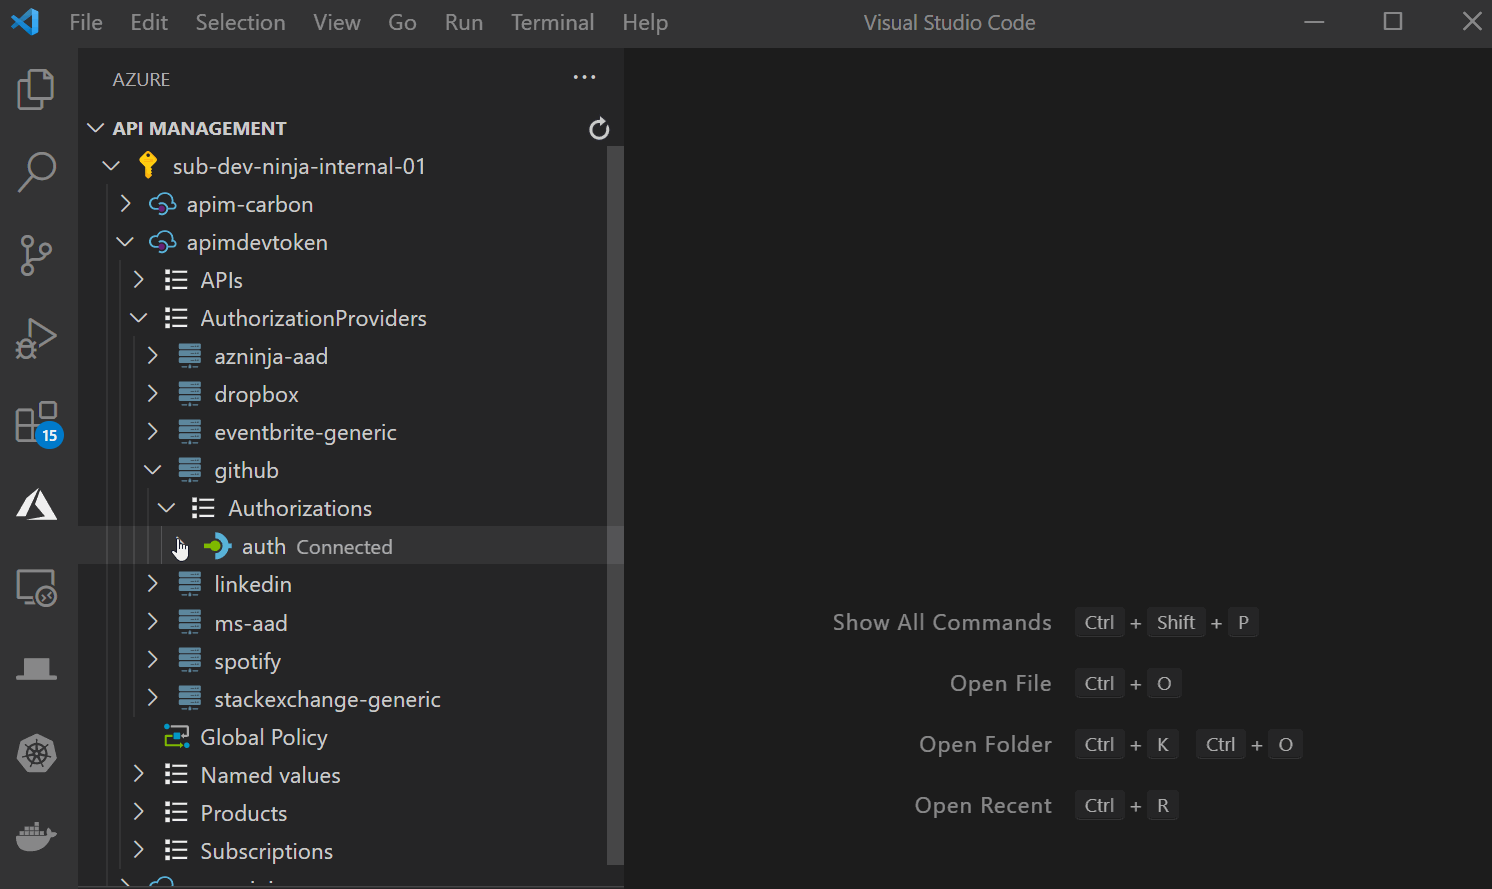 File Edit Selection View Go Run Terminal Help Visual Studio Code
AZURE
API MANAGEMENT
sub-dev-ninja-internal-01
apim-carbon
apimdevtoken
APIs
AuthorizationProviders
azninja-aad
dropbox
eventbrite-generic
15
github
Authorizations
auth Connected
linkedin
ms-aad
spotify
stackexchange-generic
Global Policy
Named values
Products
Subscriptions
Show All Commands Ctrl + Shift + P
Open File Ctrl + O
Open Folder Ctrl + K Ctrl + O
Open Recent Ctrl + R